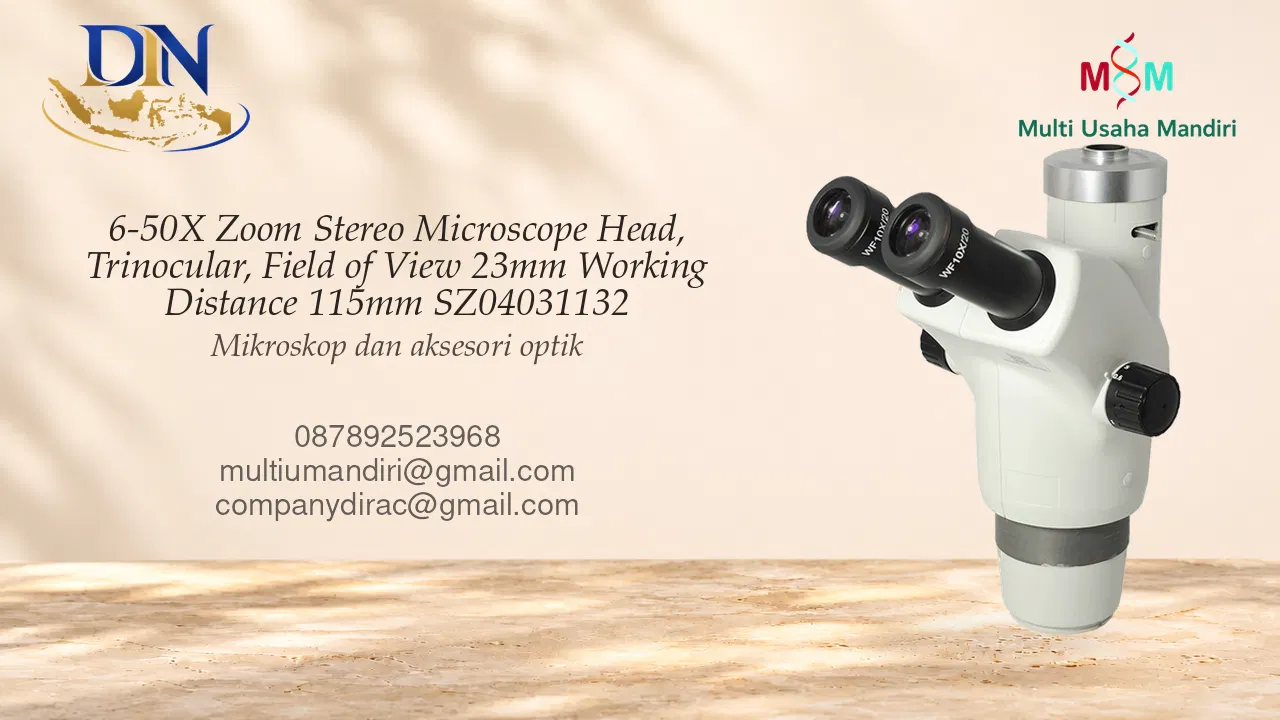 DIN
M M
Multi Usaha Mandiri
6-50X Zoom Stereo Microscope Head,
Trinocular, Field of View 23mm Working
Distance 115mm SZ04031132
Mikroskop dan aksesori optik
087892523968
multiumandiri@gmail.com
companydirac@gmail.com
WF10X/20
WF10X/20